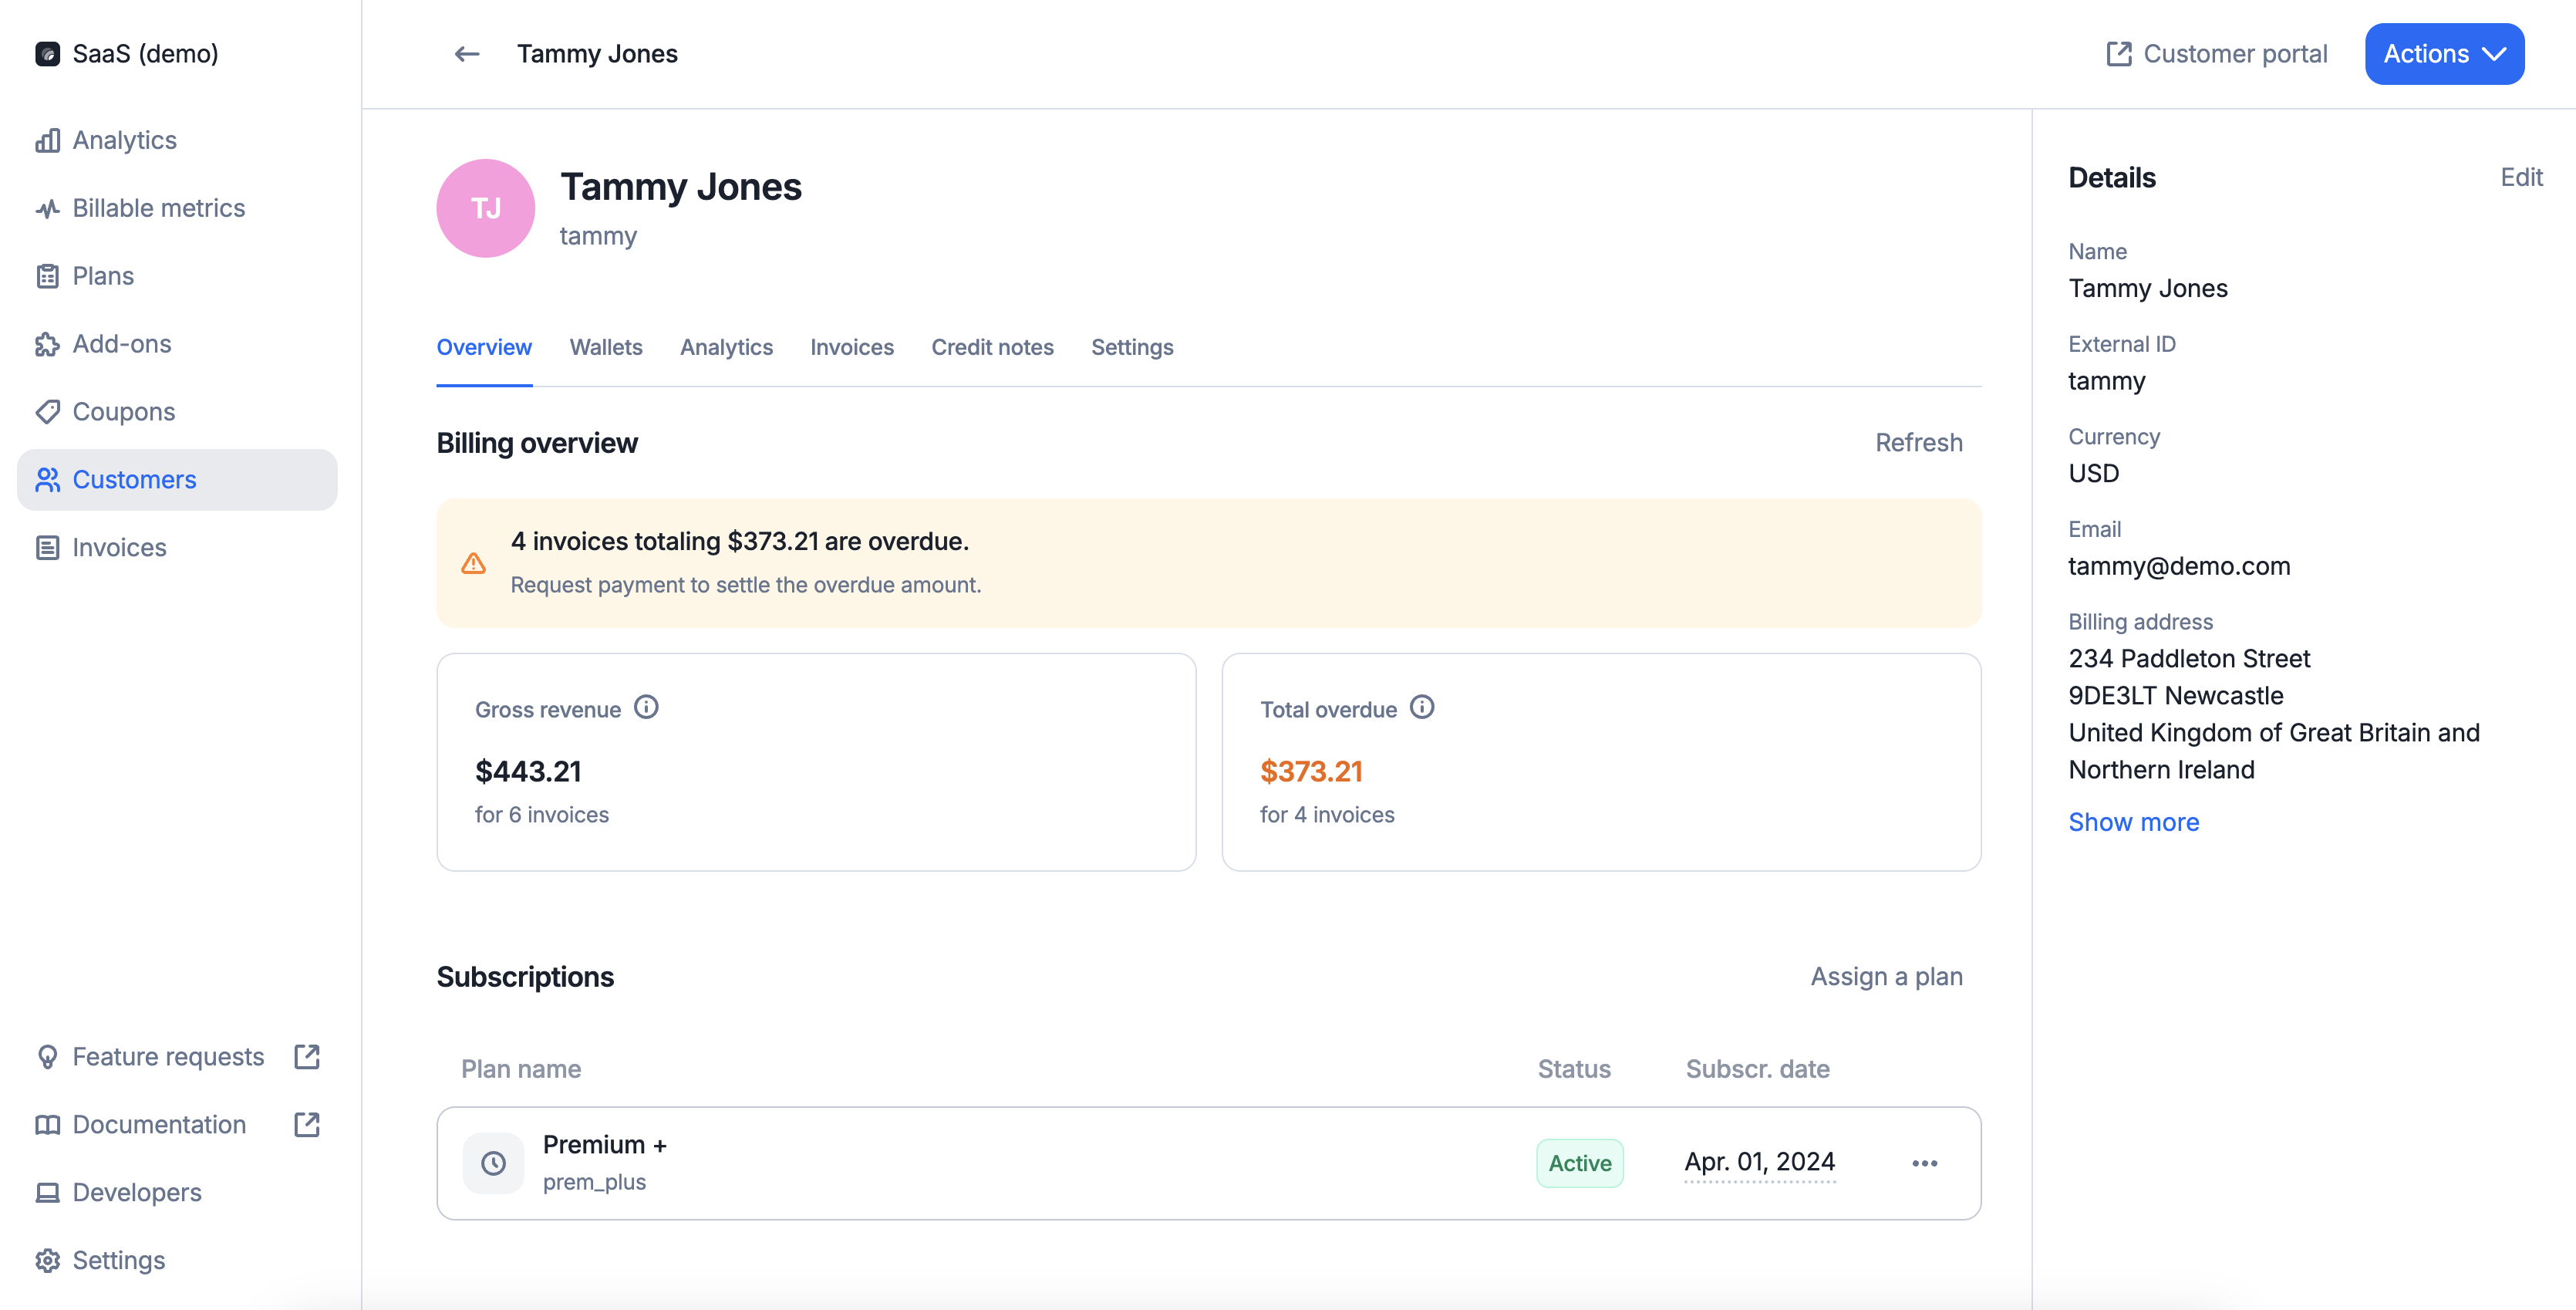 SaaS (demo)
Analytics
Billable metrics
Plans
Add-ons
Coupons
Customers
Invoices
Feature requests
Documentation
Developers
Settings
Tammy Jones
Customer portal
Actions
TJ
Tammy Jones
tammy
Overview Wallets Analytics Invoices Credit notes Settings
Billing overview
Refresh
4 invoices totaling $373.21 are overdue.
Request payment to settle the overdue amount.
Gross revenue
$443.21
for 6 invoices
Total overdue
$373.21
for 4 invoices
Subscriptions
Assign a plan
Plan name Status Subscr. date
Premium +
prem_plus
Active
Apr. 01, 2024
Details
Edit
Name
Tammy Jones
External ID
tammy
Currency
USD
Email
tammy@demo.com
Billing address
234 Paddleton Street
9DE3LT Newcastle
United Kingdom of Great Britain and
Northern Ireland
Show more